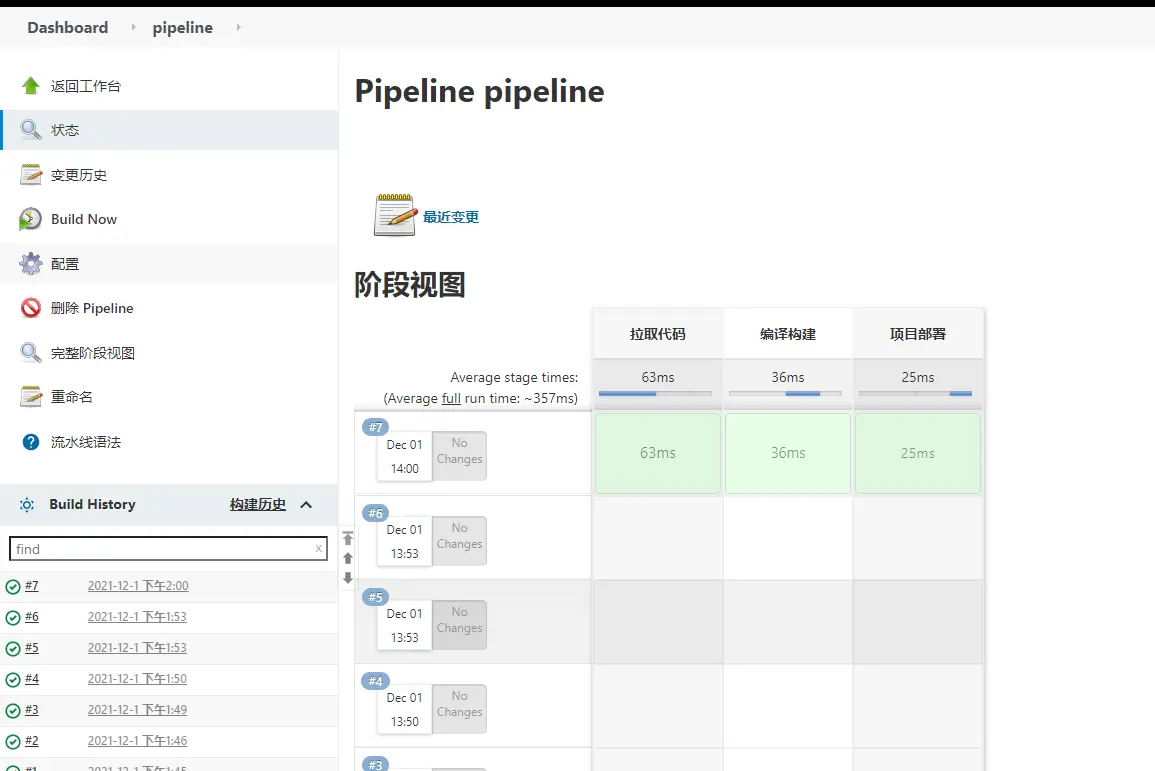 Dashboard pipeline
返回工作台
状态
变更历史
Build Now
配置
删除 Pipeline
完整阶段视图
重命名
流水线语法
Build History 构建历史
find x
#7 2021-12-1 下午2:00
#6 2021-12-1 下午1:53
#5 2021-12-1 下午1:53
#4 2021-12-1 下午1:50
#3 2021-12-1 下午1:49
#2 2021-12-1 下午1:46
#1 2021-12-1 下午1:45
Pipeline pipeline
最近变更
阶段视图
拉取代码 编译构建 项目部署
Average stage times: 63ms 36ms 25ms
(Average full run time: ~357ms)
#7
Dec 01 No
14:00 Changes
63ms 36ms 25ms
#6
Dec 01 No
13:53 Changes
#5
Dec 01 No
13:53 Changes
#4
Dec 01 No
13:50 Changes
#3